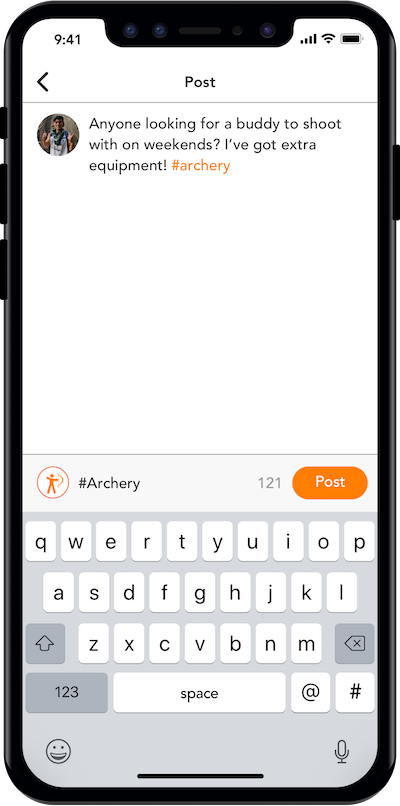 9:41
Post
Anyone looking for a buddy to shoot
with on weekends? I’ve got extra
equipment! #archery
#Archery 121 Post
q w e r t y u i o p
a s d f g h j k l
z x c v b n m
123 space @ #